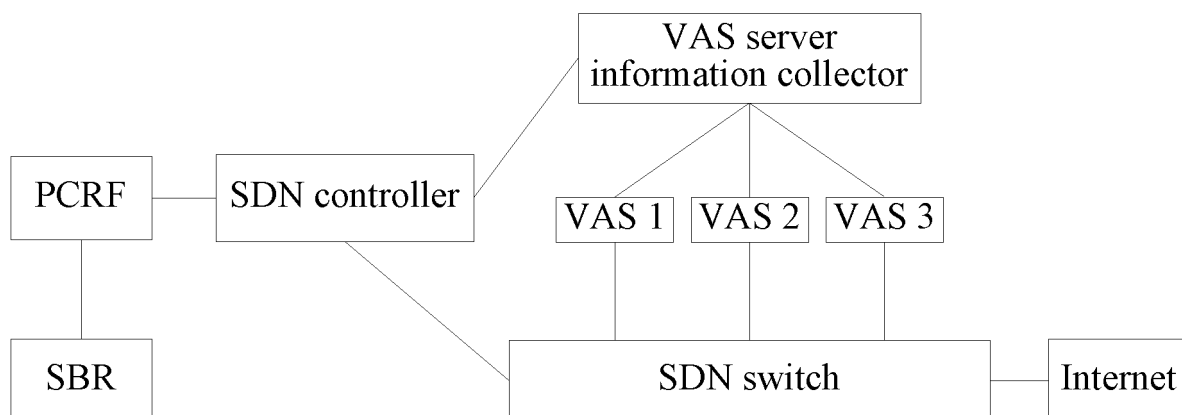 VAS server
information collector
PCRF
SDN controller
VAS 1
VAS 2
VAS 3
SBR
SDN switch
Internet